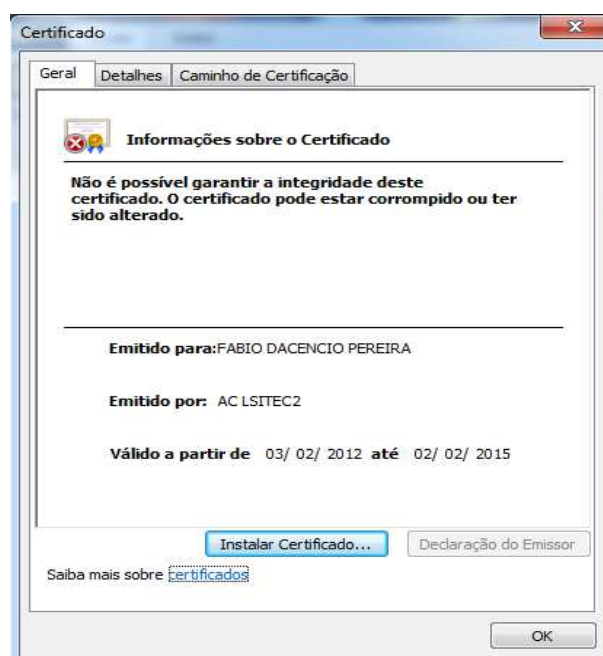 Certificado
Geral Detalhes Caminho de Certificação
Informações sobre o Certificado
Não é possível garantir a integridade deste
certificado. O certificado pode estar corrompido ou ter
sido alterado.
Emitido para:FABIO DACENCIO PEREIRA
Emitido por: AC LSITEC2
Válido a partir de 03/ 02/ 2012 até 02/ 02/ 2015
Instalar Certificado... Declaração do Emissor
Saiba mais sobre certificados
OK